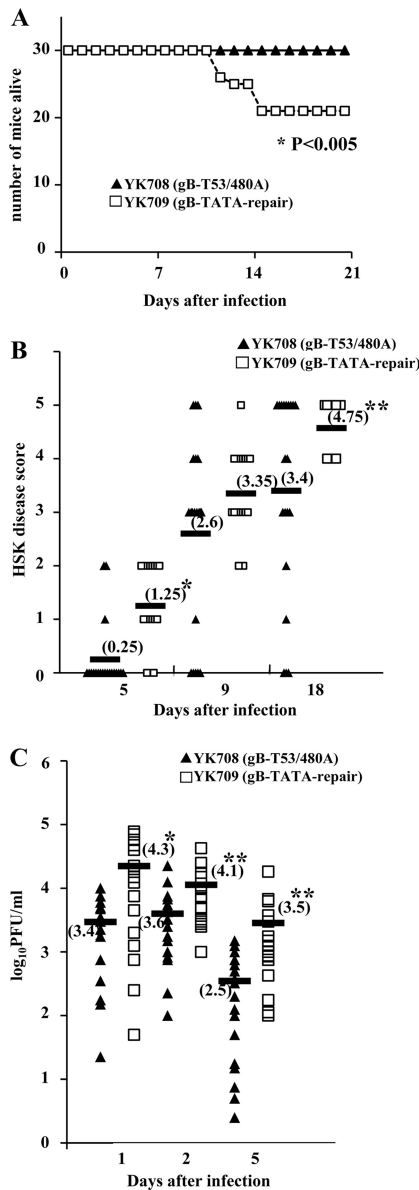 A
number of mice alive
30
20
10
0
* P<0.005
▲ YK708 (gB-T53/480A)
□ YK709 (gB-TATA-repair)
0 7 14 21
Days after infection
B
▲ YK708 (gB-T53/480A)
□ YK709 (gB-TATA-repair)
HSK disease score
5
4
3
2
1
0
(0.25)
(1.25) *
(2.6)
(3.35)
(3.4)
(4.75) **
5 9 18
Days after infection
C
▲ YK708 (gB-T53/480A)
□ YK709 (gB-TATA-repair)
log10PFU/ml
6
5
4
3
2
1
0
(3.4)
(4.3) *
(3.6)
(4.1) **
(2.5)
(3.5) **
1 2 5
Days after infection